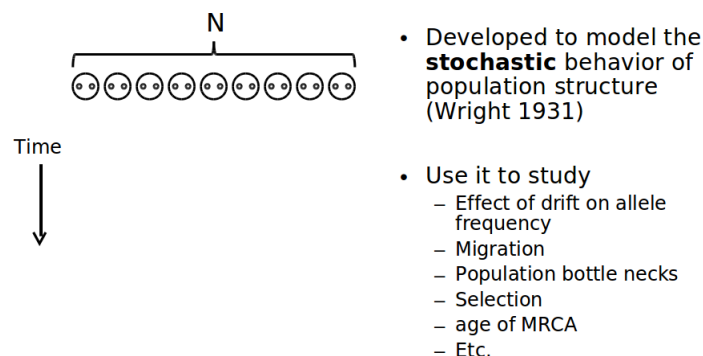 N
Time
• Developed to model the
stochastic behavior of
population structure
(Wright 1931)
• Use it to study
– Effect of drift on allele
frequency
– Migration
– Population bottle necks
– Selection
– age of MRCA
– Etc.